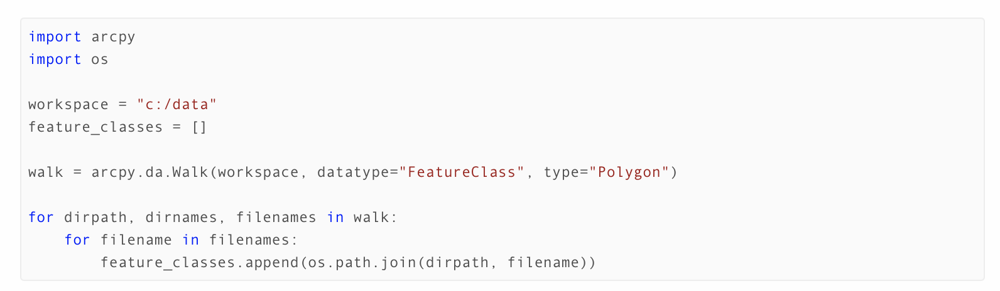 import arcpy
import os
workspace = "c:/data"
feature_classes = []
walk = arcpy.da.Walk(workspace, datatype="FeatureClass", type="Polygon")
for dirpath, dirnames, filenames in walk:
    for filename in filenames:
        feature_classes.append(os.path.join(dirpath, filename))